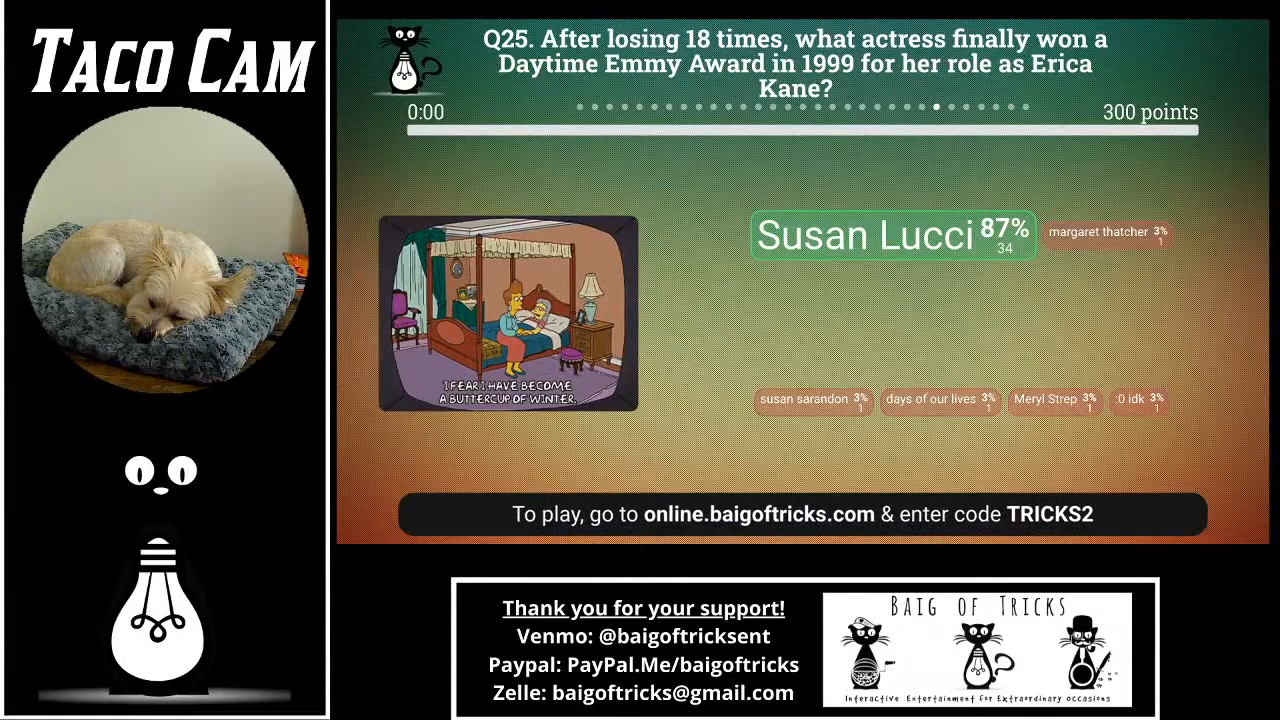 TACO CAM
Q25. After losing 18 times, what actress finally won a
Daytime Emmy Award in 1999 for her role as Erica
Kane?
0:00
300 points
Susan Lucci 87%
34
margaret thatcher 3%
1
I FEAR I HAVE BECOME
A BUTTERCUP OF WINTER.
susan sarandon 3%
1
days of our lives 3%
1
Meryl Strep 3%
1
:0 idk 3%
1
To play, go to online.baigoftricks.com & enter code TRICKS2
Thank you for your support!
Venmo: @baigoftricksent
Paypal: PayPal.Me/baigoftricks
Zelle: baigoftricks@gmail.com
BAIG OF TRICKS
Interactive Entertainment for Extraordinary occasions